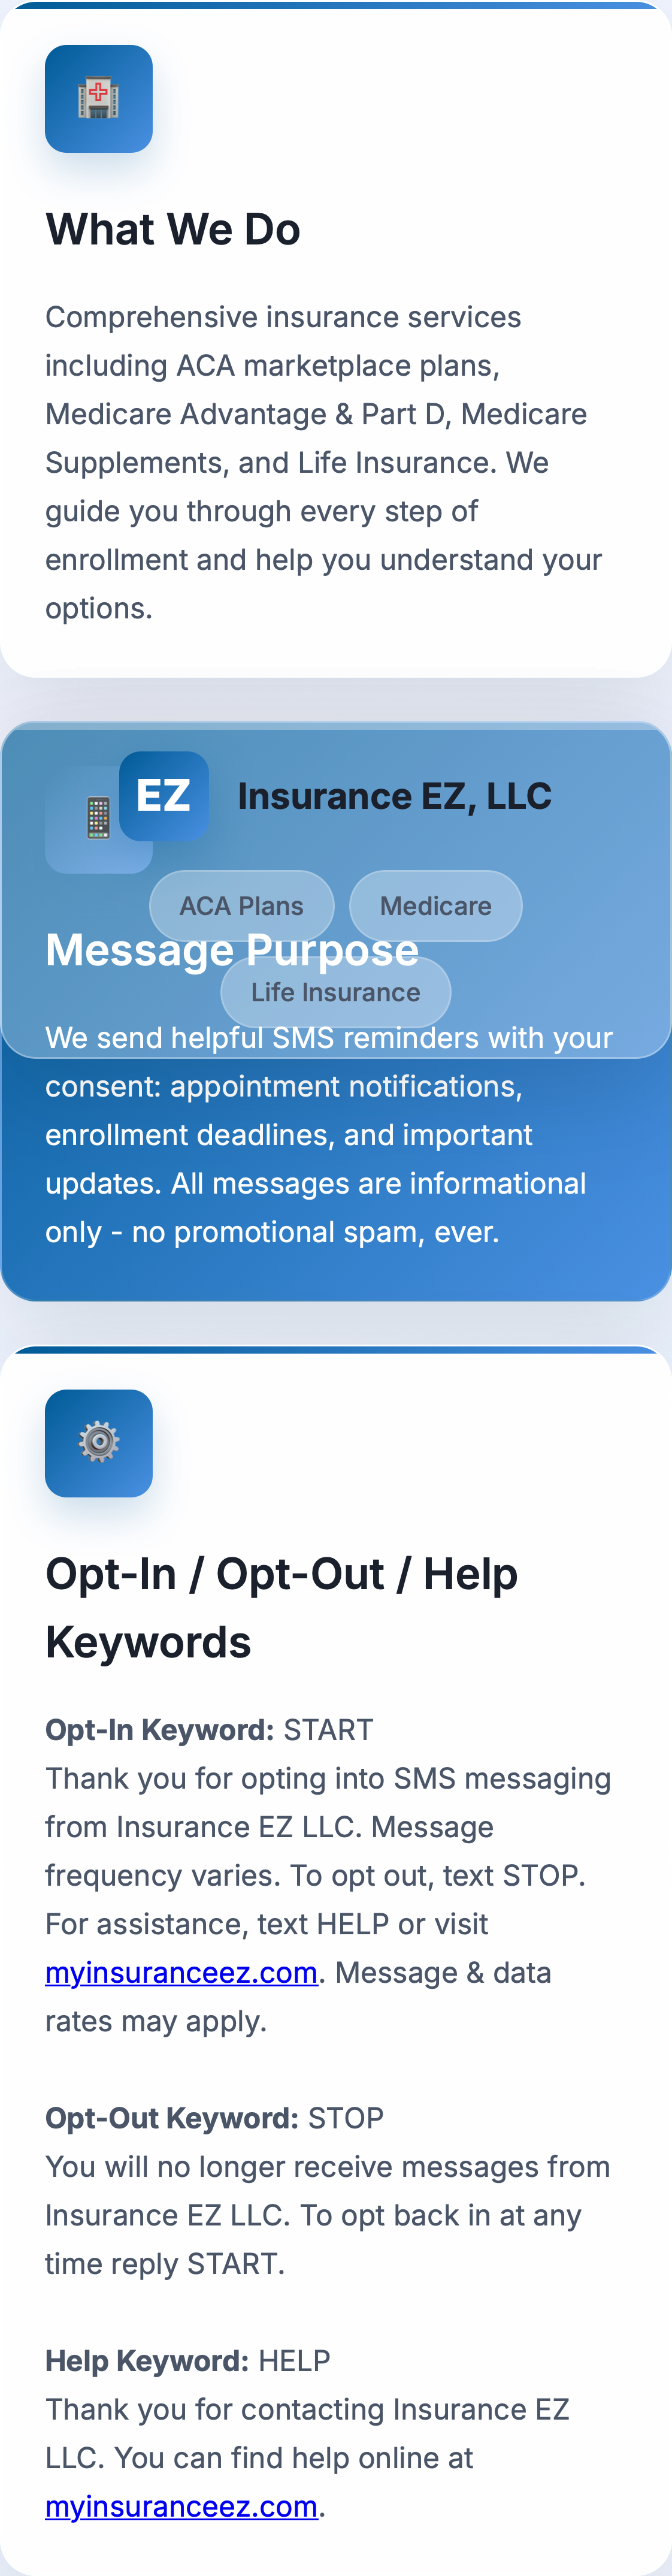 What We Do
Comprehensive insurance services
including ACA marketplace plans,
Medicare Advantage & Part D, Medicare
Supplements, and Life Insurance. We
guide you through every step of
enrollment and help you understand your
options.
EZ Insurance EZ, LLC
ACA Plans Medicare
Message Purpose
Life Insurance
We send helpful SMS reminders with your
consent: appointment notifications,
enrollment deadlines, and important
updates. All messages are informational
only - no promotional spam, ever.
Opt-In / Opt-Out / Help
Keywords
Opt-In Keyword: START
Thank you for opting into SMS messaging
from Insurance EZ LLC. Message
frequency varies. To opt out, text STOP.
For assistance, text HELP or visit
myinsuranceez.com. Message & data
rates may apply.
Opt-Out Keyword: STOP
You will no longer receive messages from
Insurance EZ LLC. To opt back in at any
time reply START.
Help Keyword: HELP
Thank you for contacting Insurance EZ
LLC. You can find help online at
myinsuranceez.com.